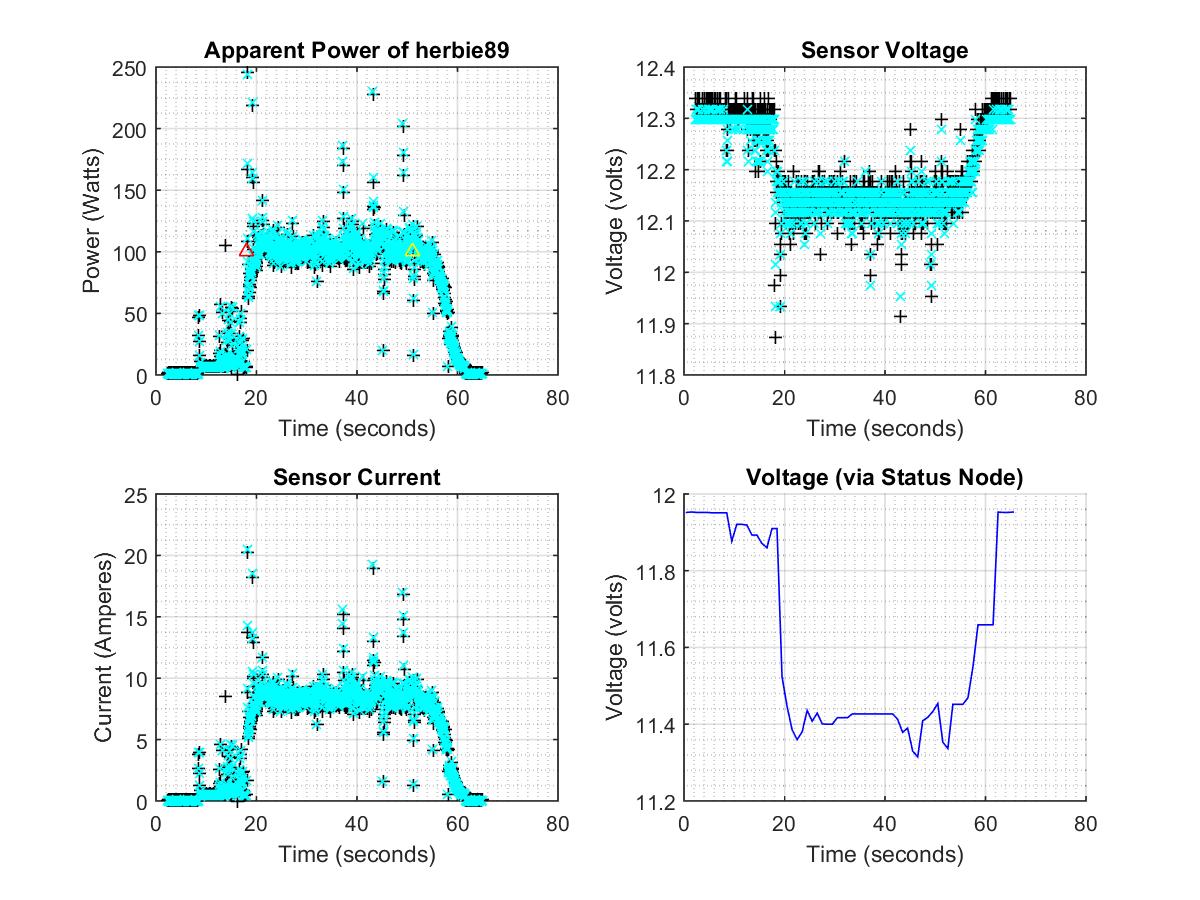 Apparent Power of herbie89
250
200
150
100
50
0
Power (Watts)
0 20 40 60 80
Time (seconds)
Sensor Voltage
12.4
12.3
12.2
12.1
12
11.9
11.8
Voltage (volts)
0 20 40 60 80
Time (seconds)
Sensor Current
25
20
15
10
5
0
Current (Amperes)
0 20 40 60 80
Time (seconds)
Voltage (via Status Node)
12
11.8
11.6
11.4
11.2
Voltage (volts)
0 20 40 60 80
Time (seconds)